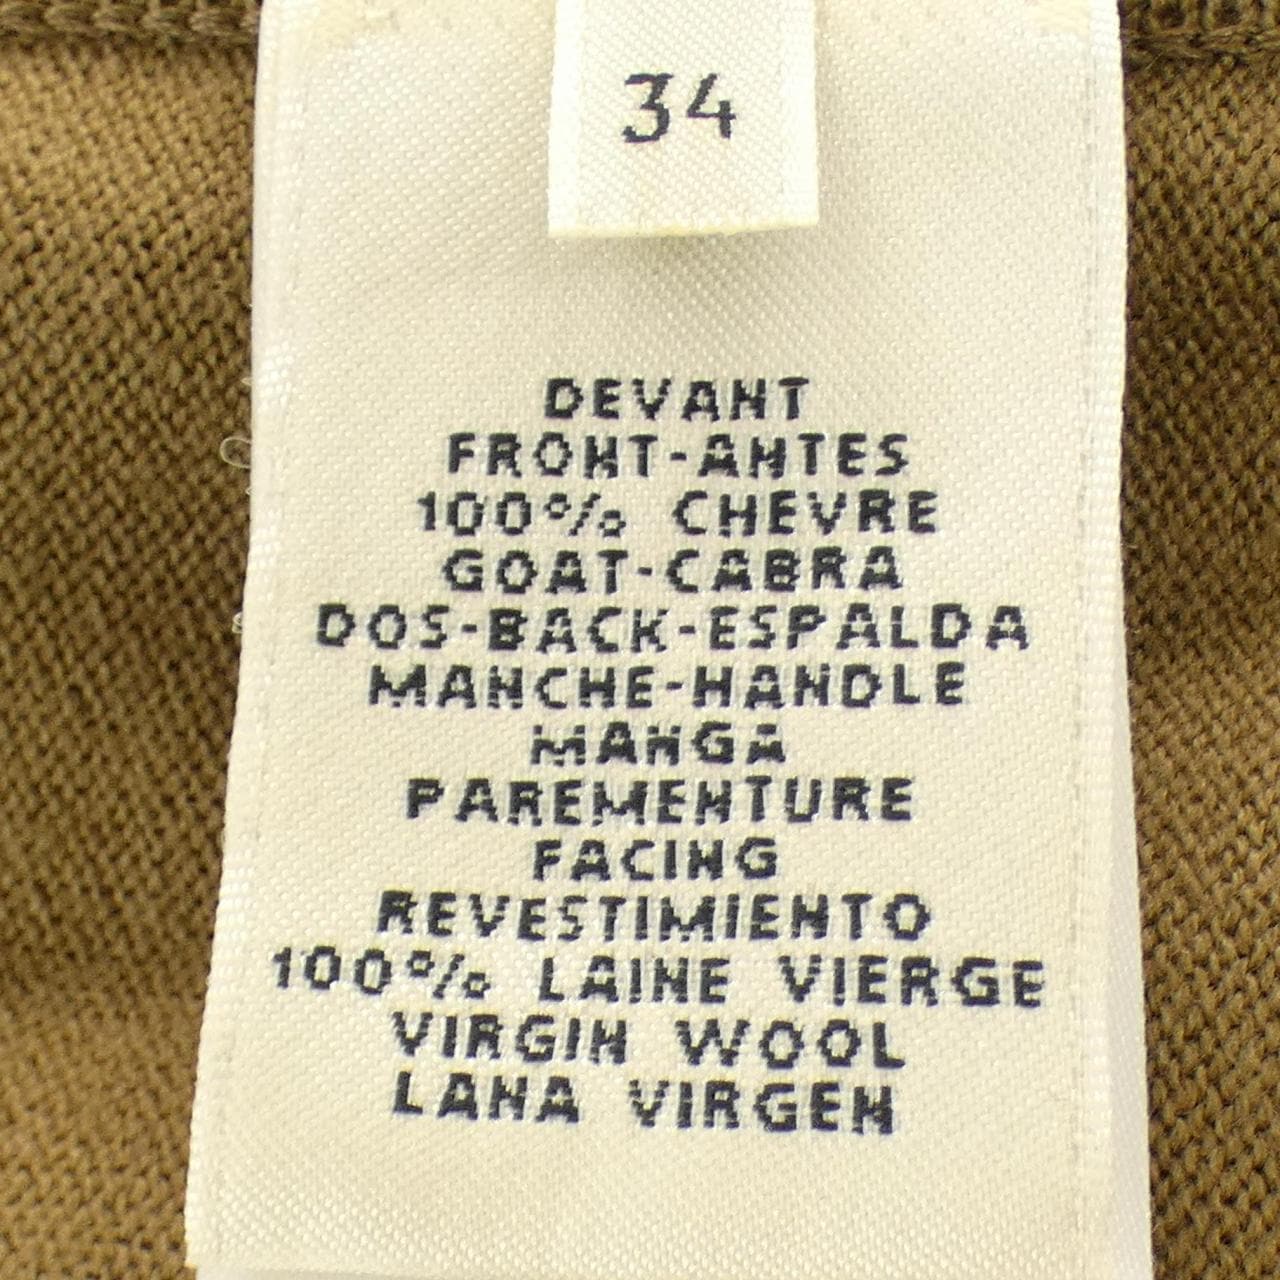 34
DEVANT
FRONT-ANTES
100% CHEVRE
GOAT-CABRA
DOS-BACK-ESPALDA
MANCHE-HANDLE
MANGA
PAREMENTURE
FACING
REVESTIMIENTO
100% LAINE VIERGE
VIRGIN WOOL
LANA VIRGEN